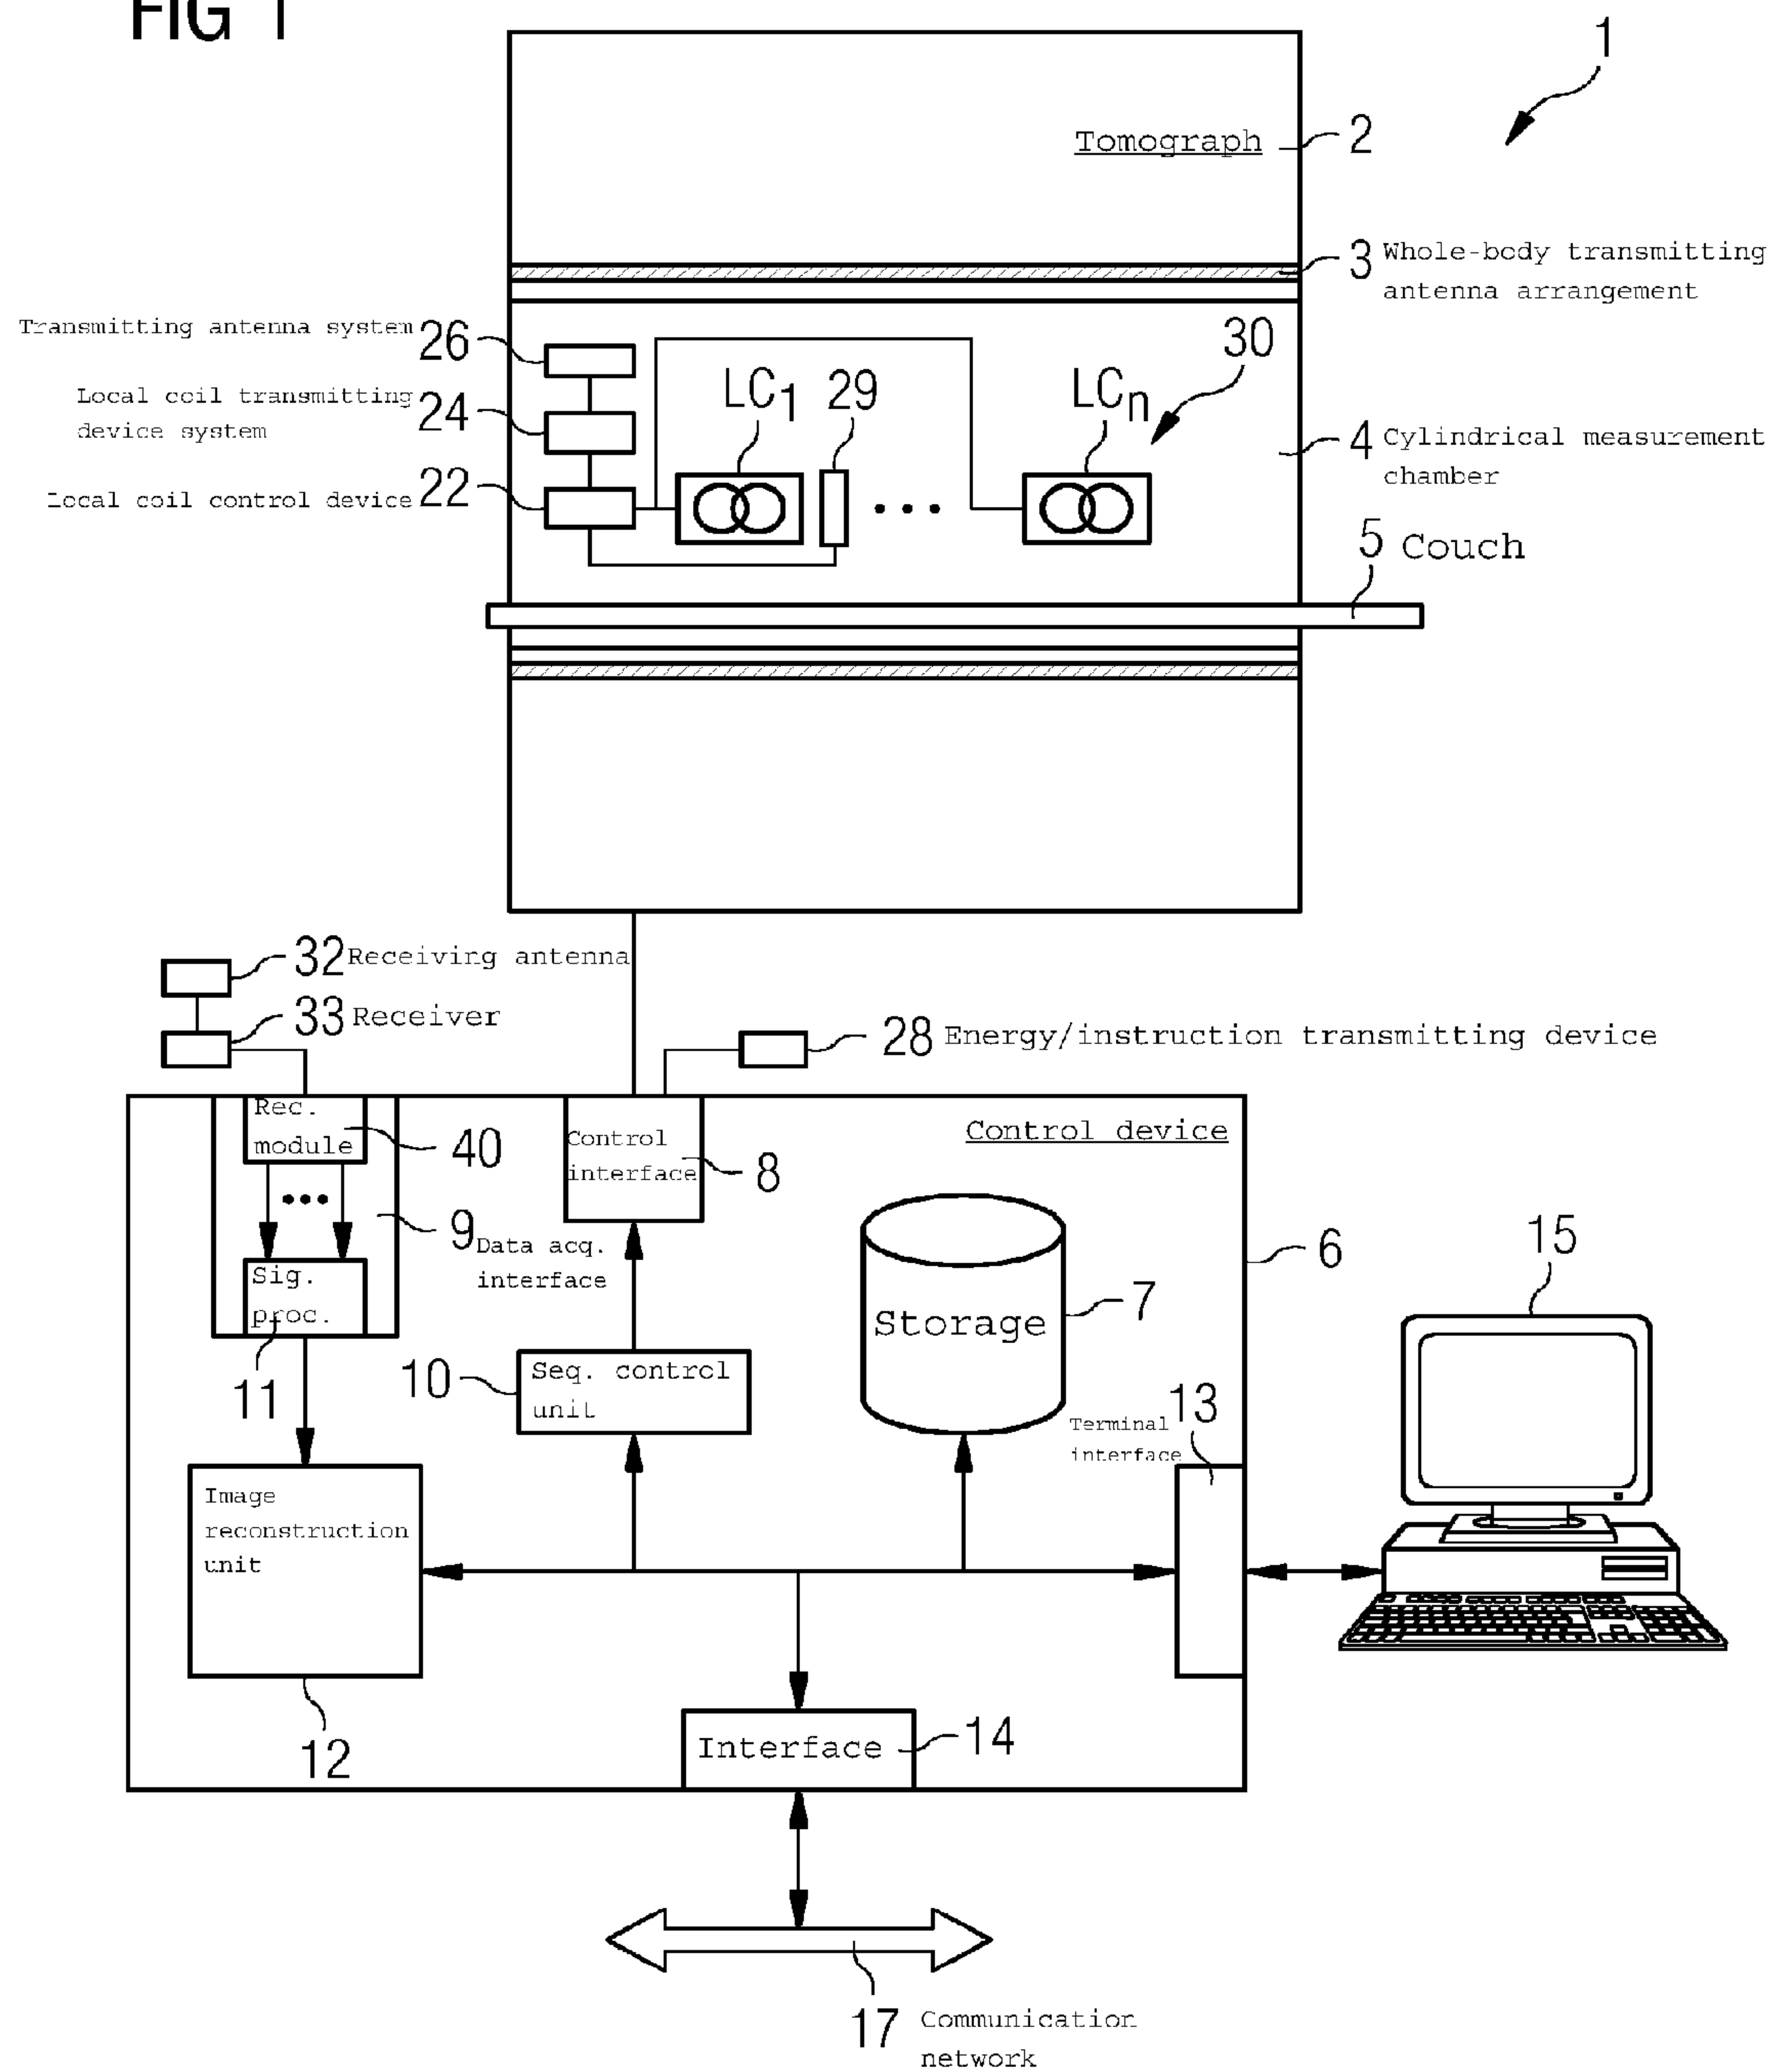 FIG 1
1
Tomograph
2
3 Whole-body transmitting
antenna arrangement
Transmitting antenna system 26
30
Local coil transmitting
device system
24
LC1
29
LCn
4 Cylindrical measurement
chamber
Local coil control device 22
5 Couch
32 Receiving antenna
33 Receiver
28 Energy/instruction transmitting device
Rec.
module
40
Control
interface
8
Control device
9 Data acq.
interface
6
15
Sig.
proc.
11
Storage
7
10
Seq. control
unit
Terminal
interface
13
Image
reconstruction
unit
12
Interface
14
17 Communication
network